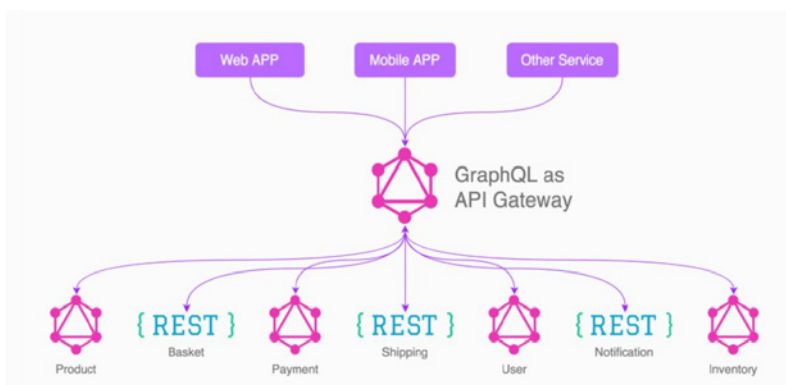 Web APP
Mobile APP
Other Service
GraphQL as
API Gateway
{ REST }
{ REST }
{ REST }
Product
Basket
Payment
Shipping
User
Notification
Inventory